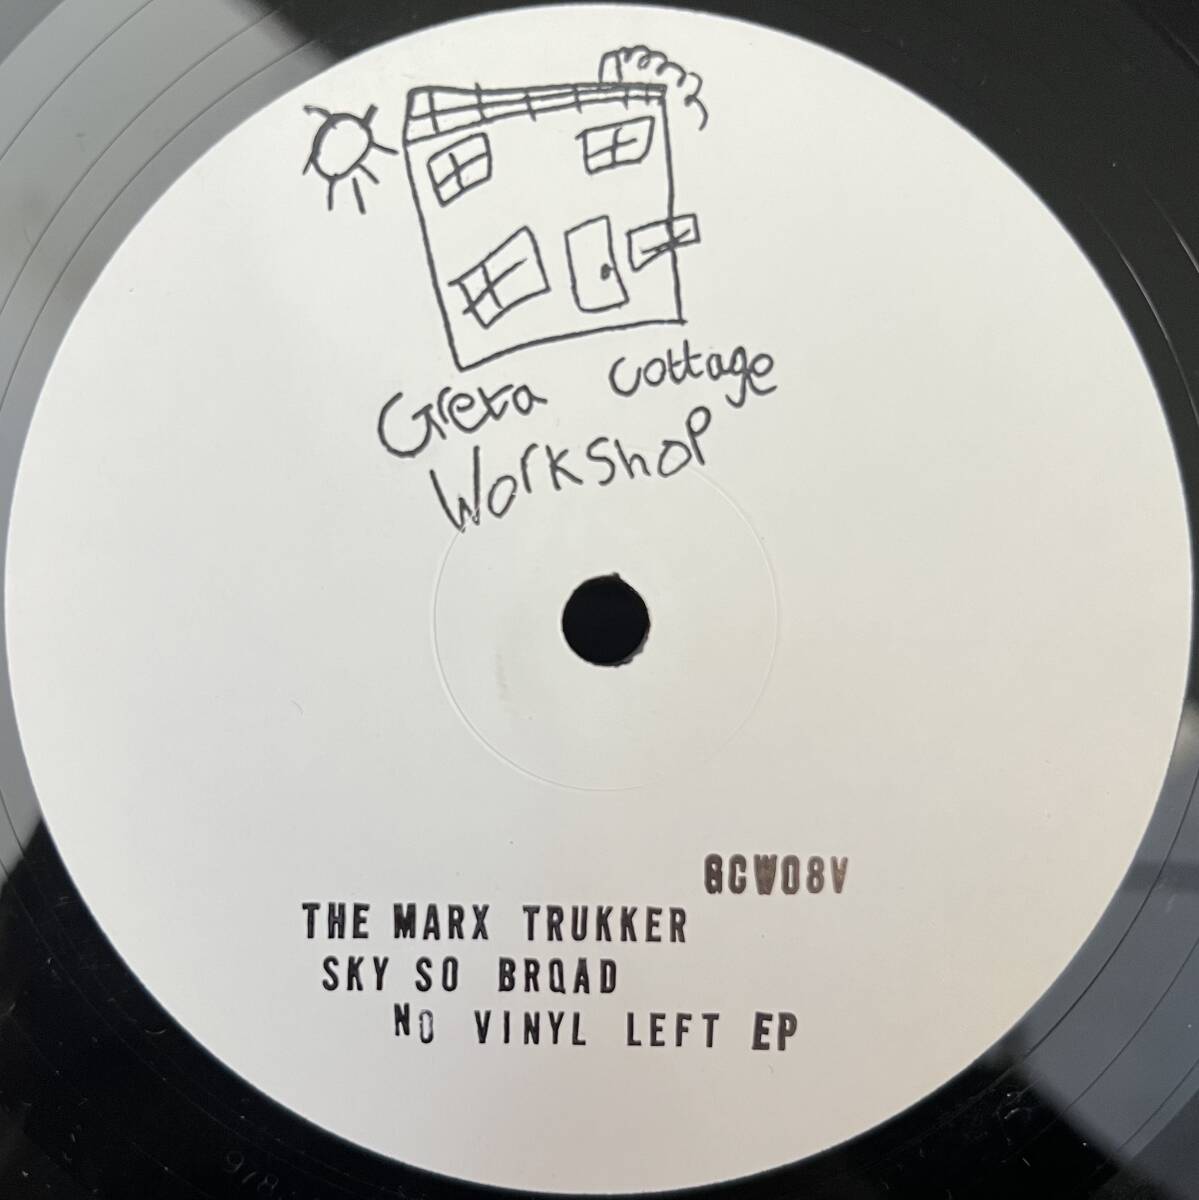 Greta Cottage
Workshop
GCW08V
THE MARX TRUKKER
SKY SO BROAD
NO VINYL LEFT EP